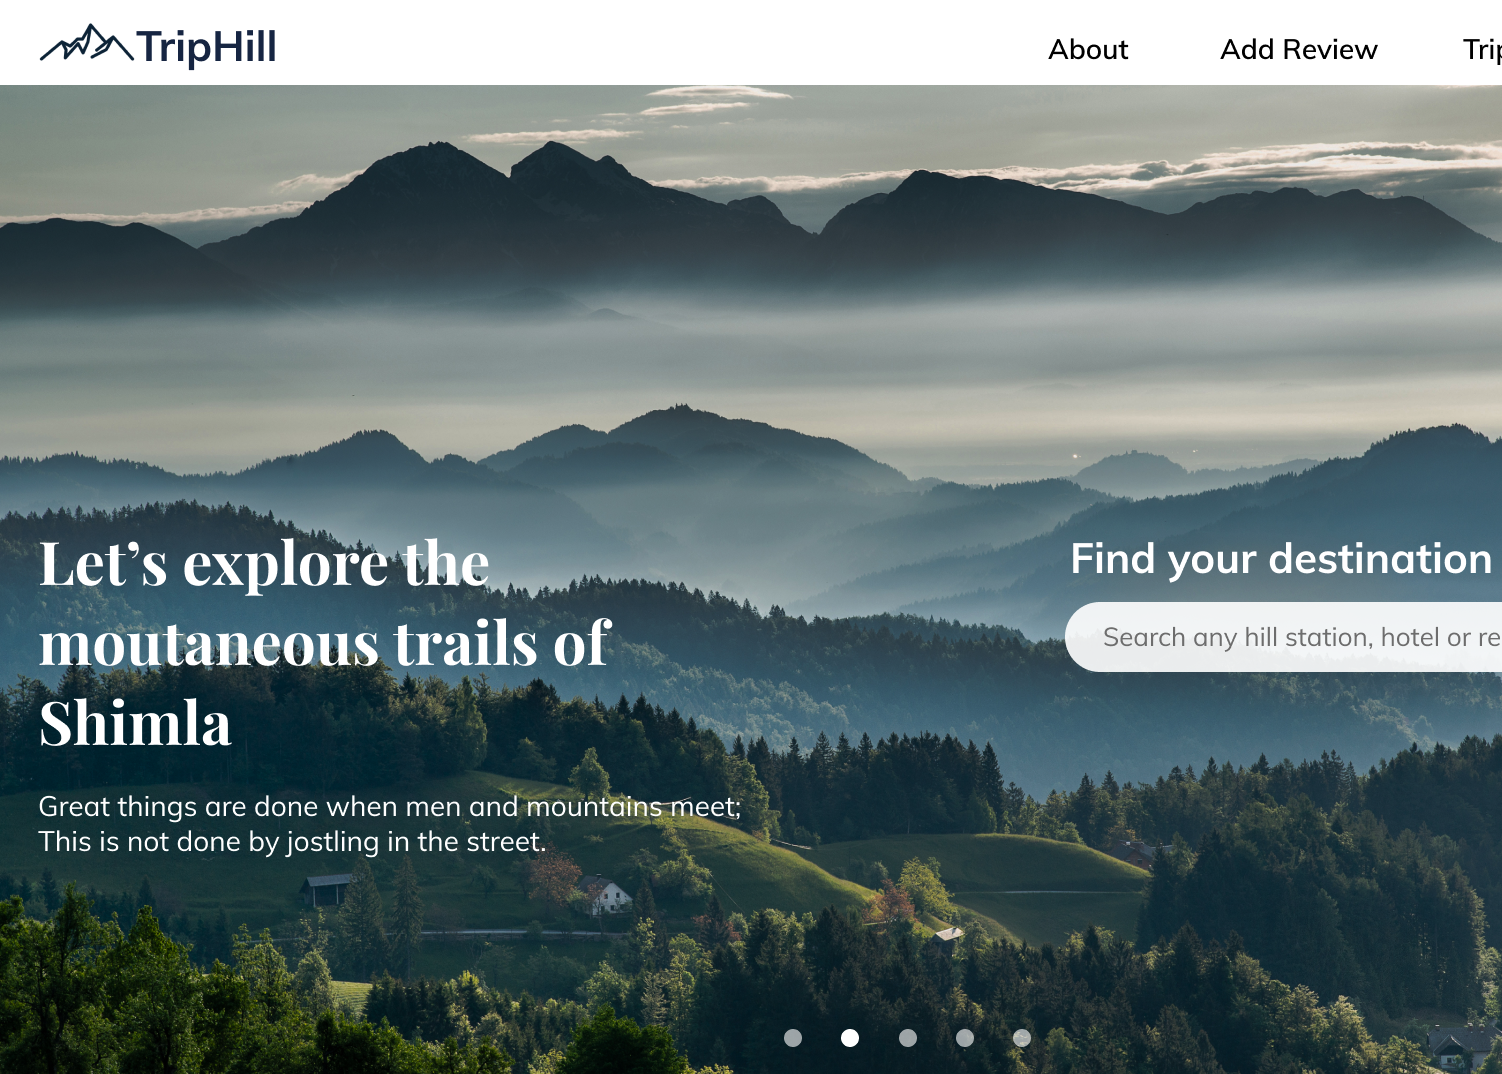 TripHill
About
Add Review
Trip
Let’s explore the
moutaneous trails of
Shimla
Great things are done when men and mountains meet;
This is not done by jostling in the street.
Find your destination
Search any hill station, hotel or re